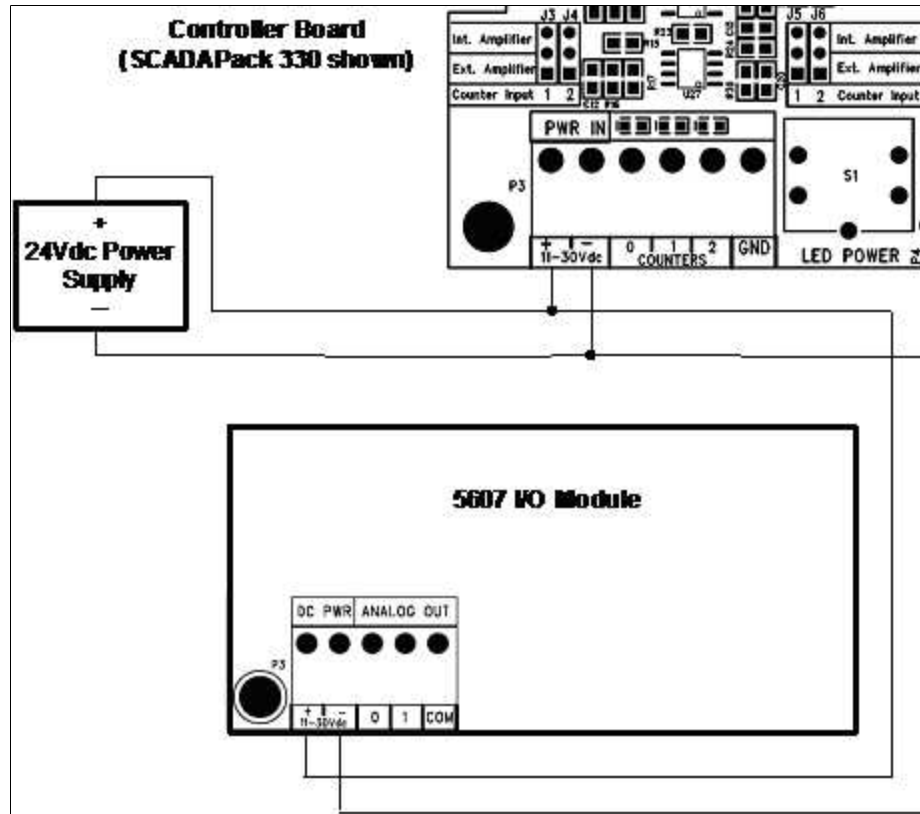 Controller Board
(SCADAPack 330 shown)
J3 J4
J5 J6
Int. Amplifier
Int. Amplifier
Ext. Amplifier
Ext. Amplifier
Counter Input 1 2
1 2 Counter Input
U27
PWR IN
P3
S1
+ -
0 1 2
GND
11-30Vdc
COUNTERS
LED POWER
+
24Vdc Power
Supply
-
5607 I/O Module
DC PWR
ANALOG OUT
P3
+ -
0 1 COM
11-30Vdc